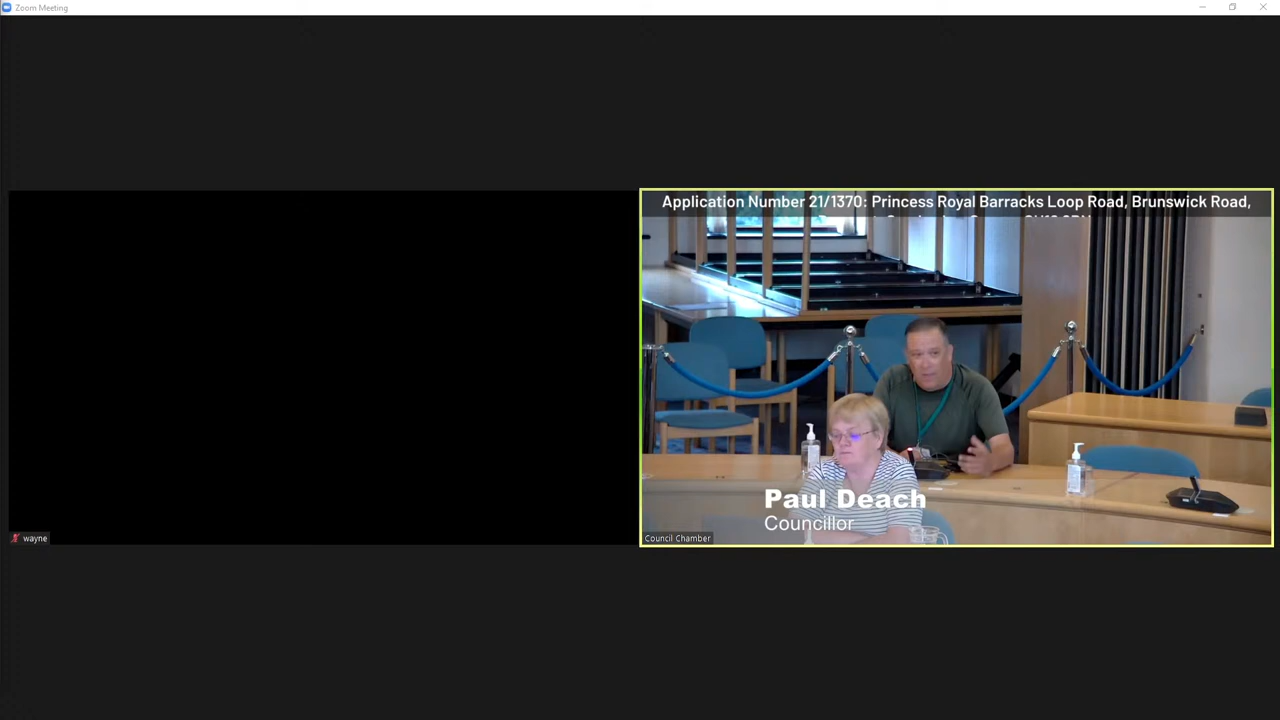 Zoom Meeting
Application Number 21/1370: Princess Royal Barracks Loop Road, Brunswick Road,
Paul Deach
Councillor
wayne
Council Chamber